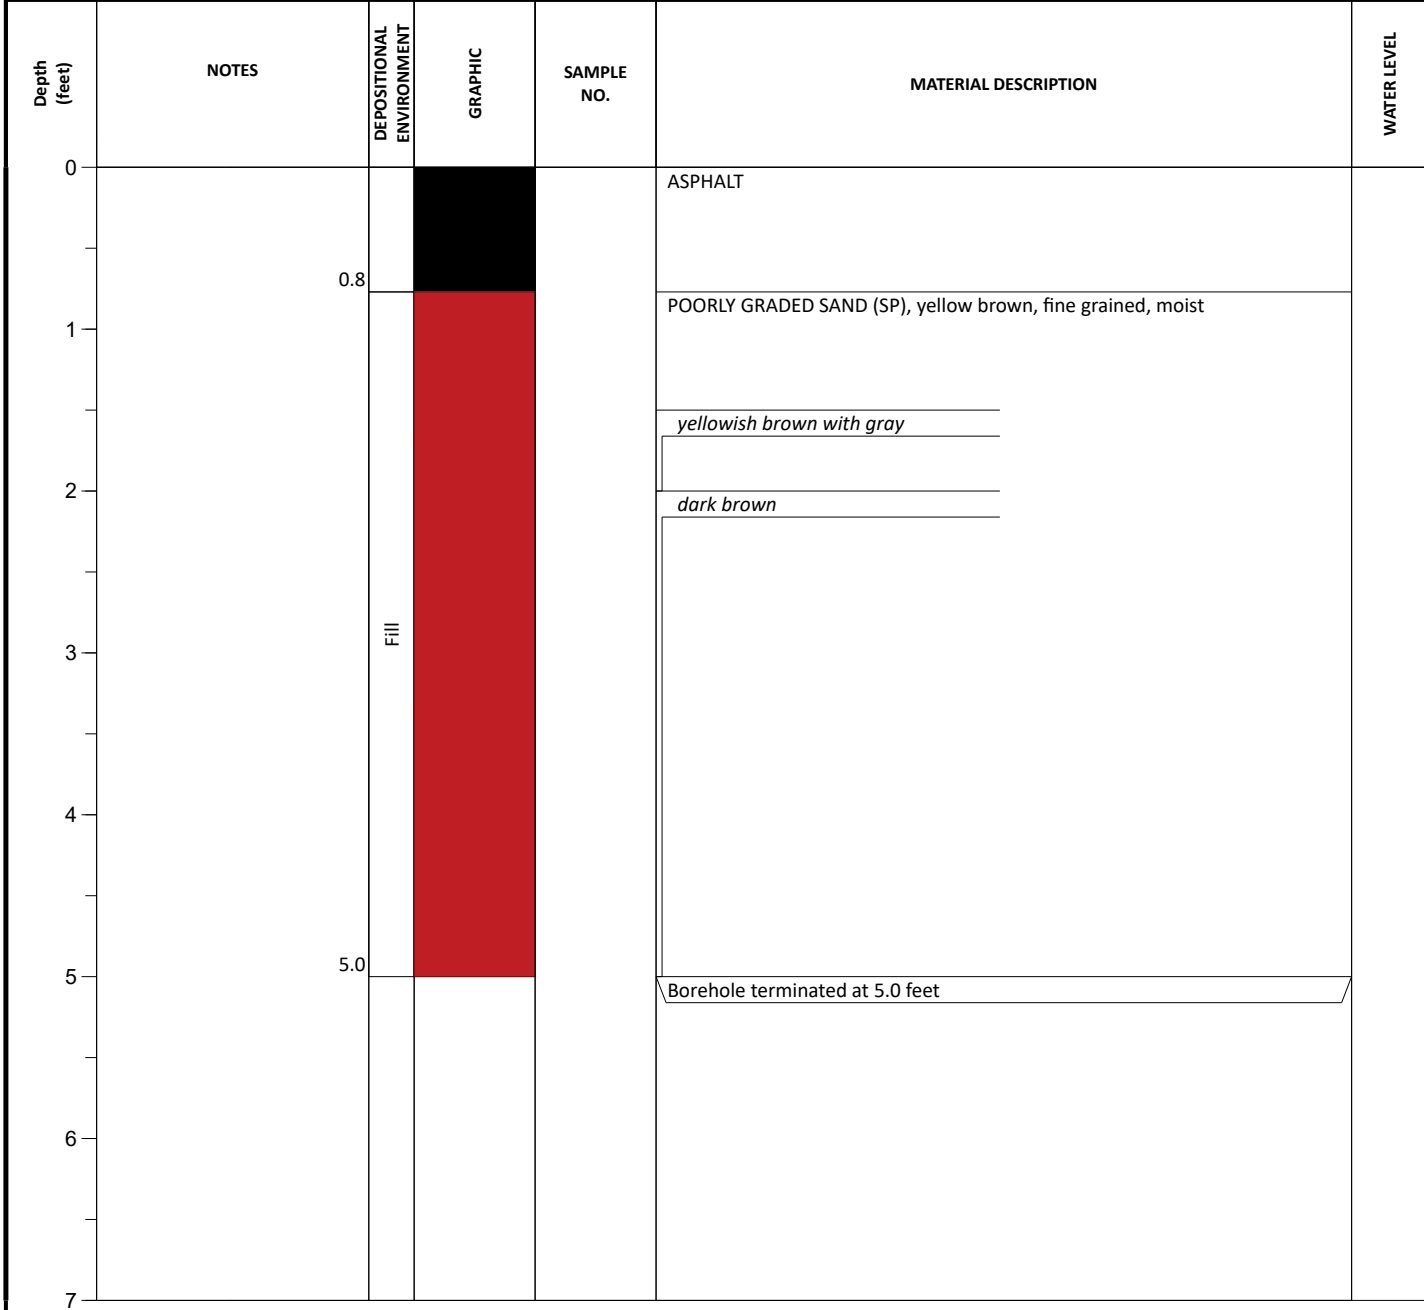 Depth
(feet)
NOTES
DEPOSITIONAL
ENVIRONMENT
GRAPHIC
SAMPLE
NO.
MATERIAL DESCRIPTION
WATER LEVEL
0
ASPHALT
0.8
POORLY GRADED SAND (SP), yellow brown, fine grained, moist
1
yellowish brown with gray
2
dark brown
Fill
3
4
5.0
5
Borehole terminated at 5.0 feet
6
7